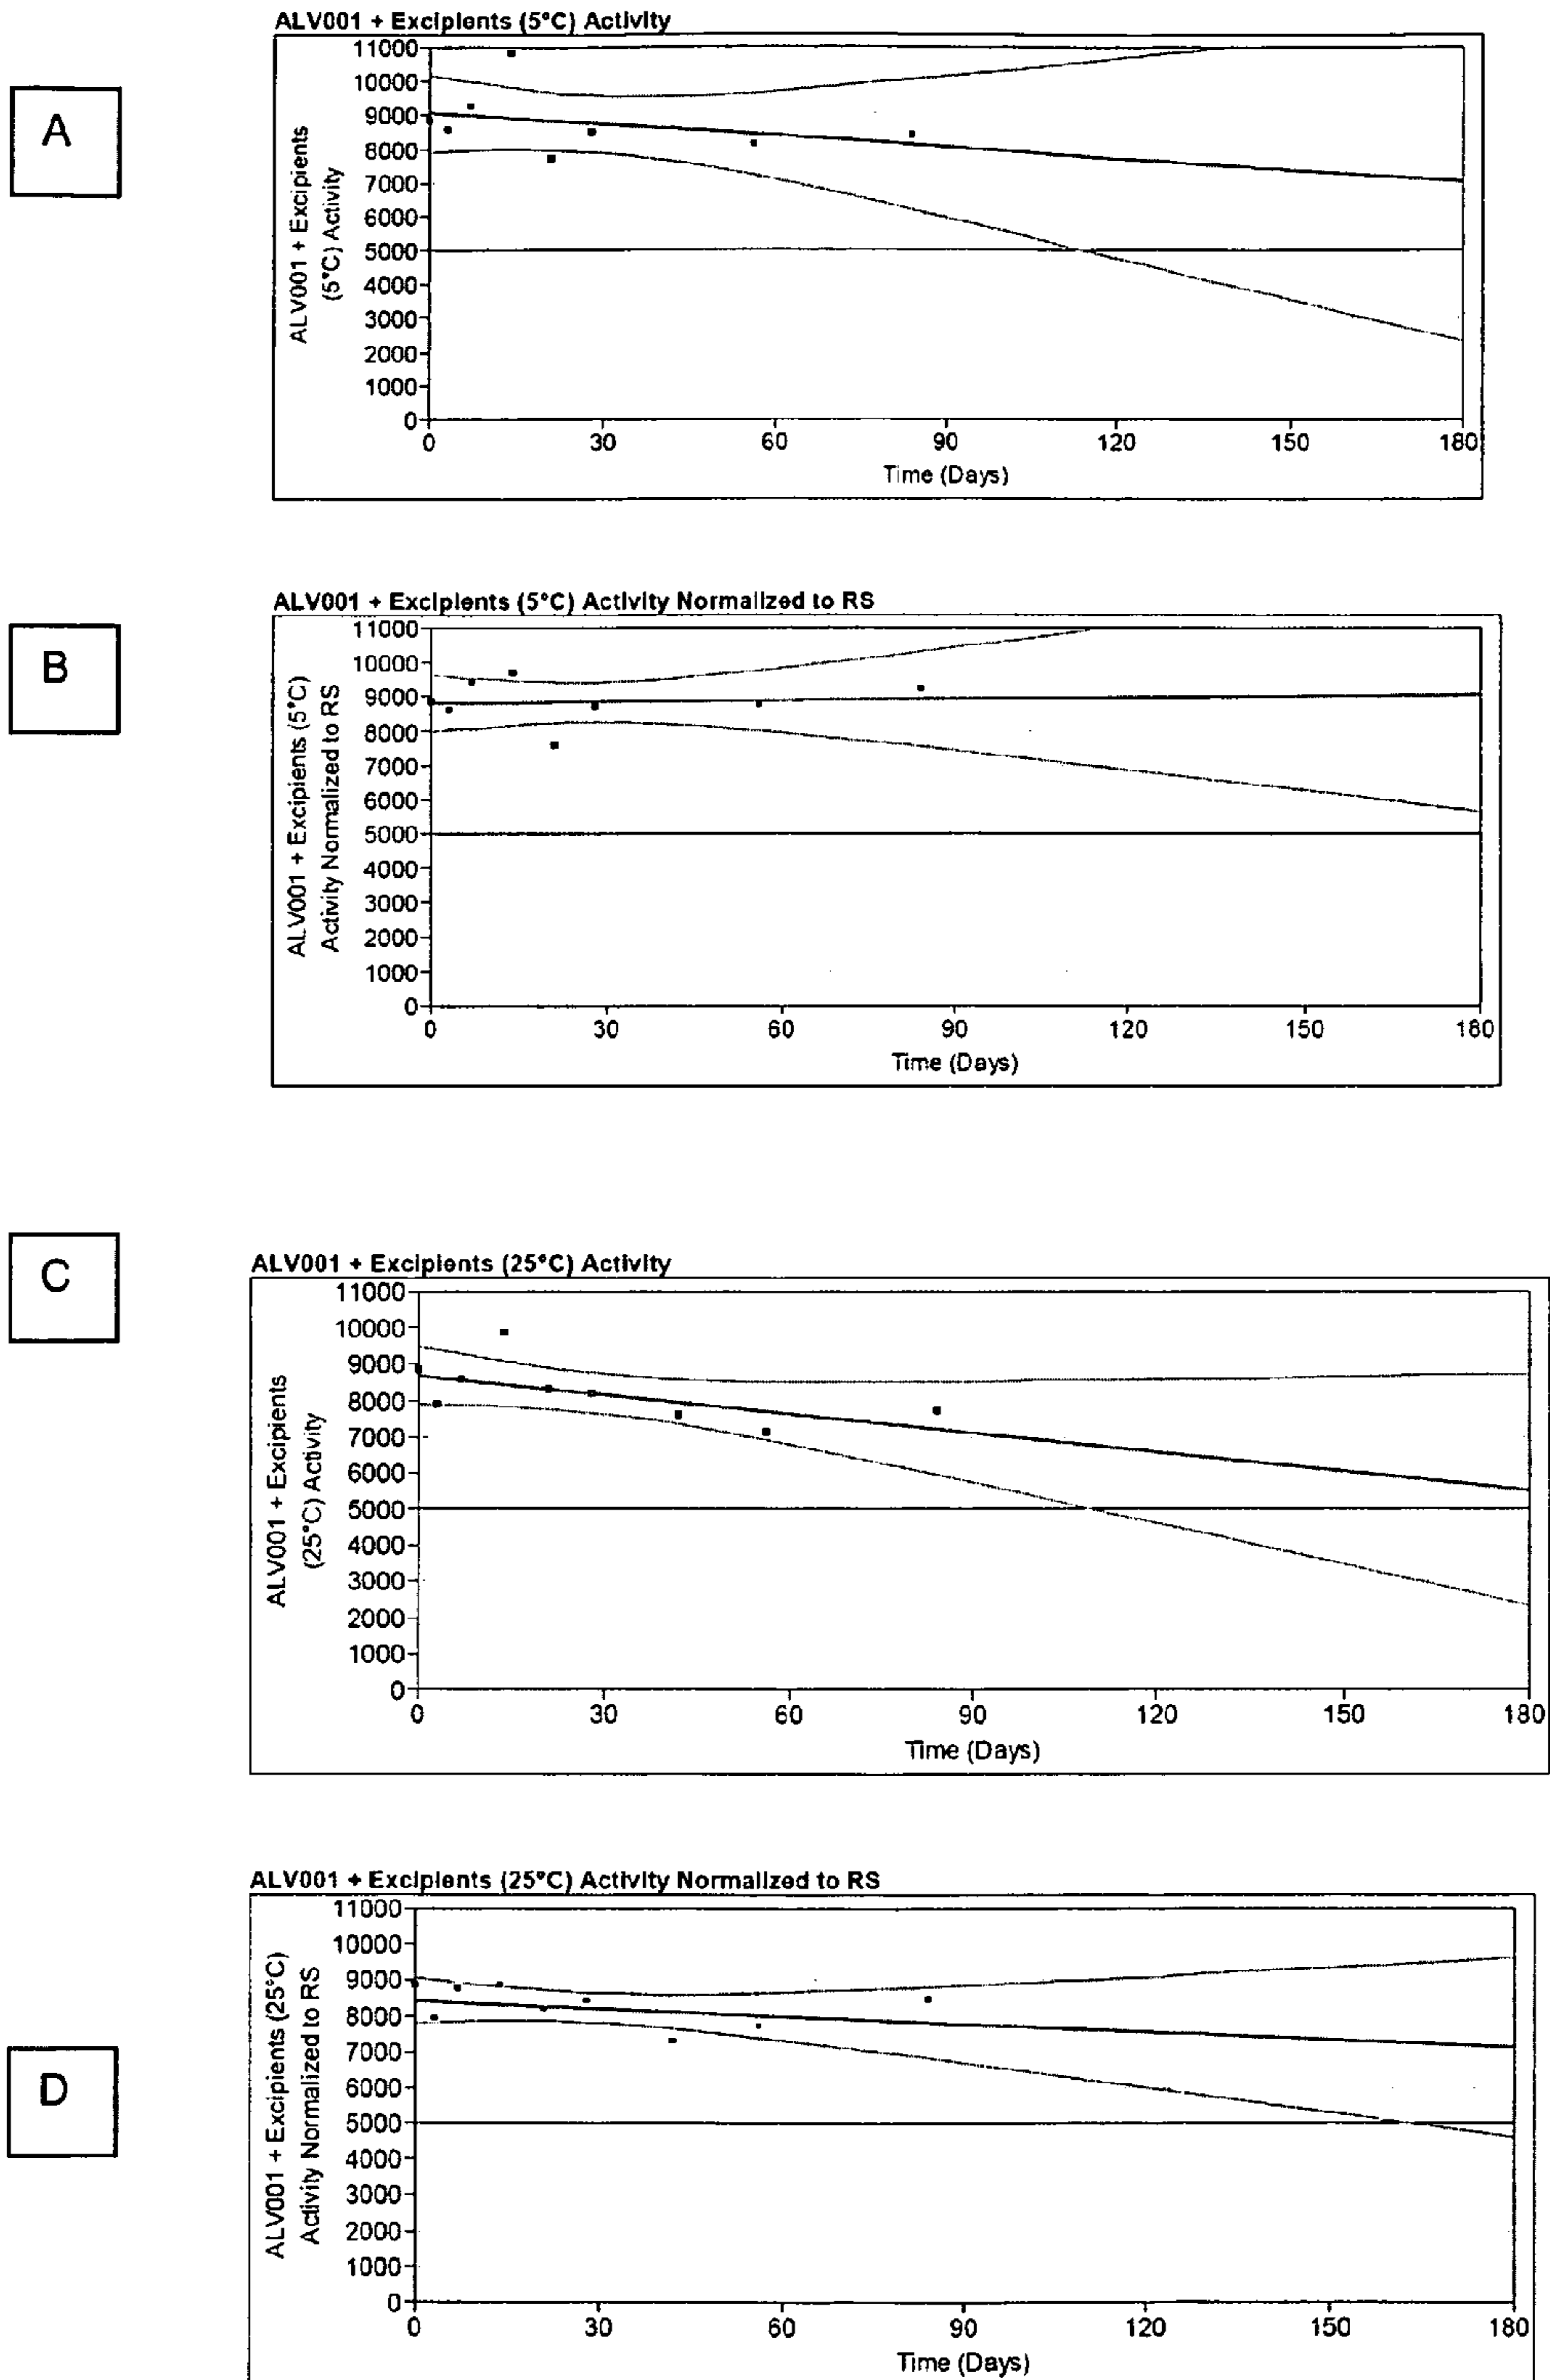 A
ALV001 + Excipients (5°C) Activity
ALV001 + Excipients
(5°C) Activity
11000
10000
9000
8000
7000
6000
5000
4000
3000
2000
1000
0
0 30 60 90 120 150 180
Time (Days)
B
ALV001 + Excipients (5°C) Activity Normalized to RS
ALV001 + Excipients (5°C)
Activity Normalized to RS
11000
10000
9000
8000
7000
6000
5000
4000
3000
2000
1000
0
0 30 60 90 120 150 180
Time (Days)
C
ALV001 + Excipients (25°C) Activity
ALV001 + Excipients
(25°C) Activity
11000
10000
9000
8000
7000
6000
5000
4000
3000
2000
1000
0
0 30 60 90 120 150 180
Time (Days)
D
ALV001 + Excipients (25°C) Activity Normalized to RS
ALV001 + Excipients (25°C)
Activity Normalized to RS
11000
10000
9000
8000
7000
6000
5000
4000
3000
2000
1000
0
0 30 60 90 120 150 180
Time (Days)